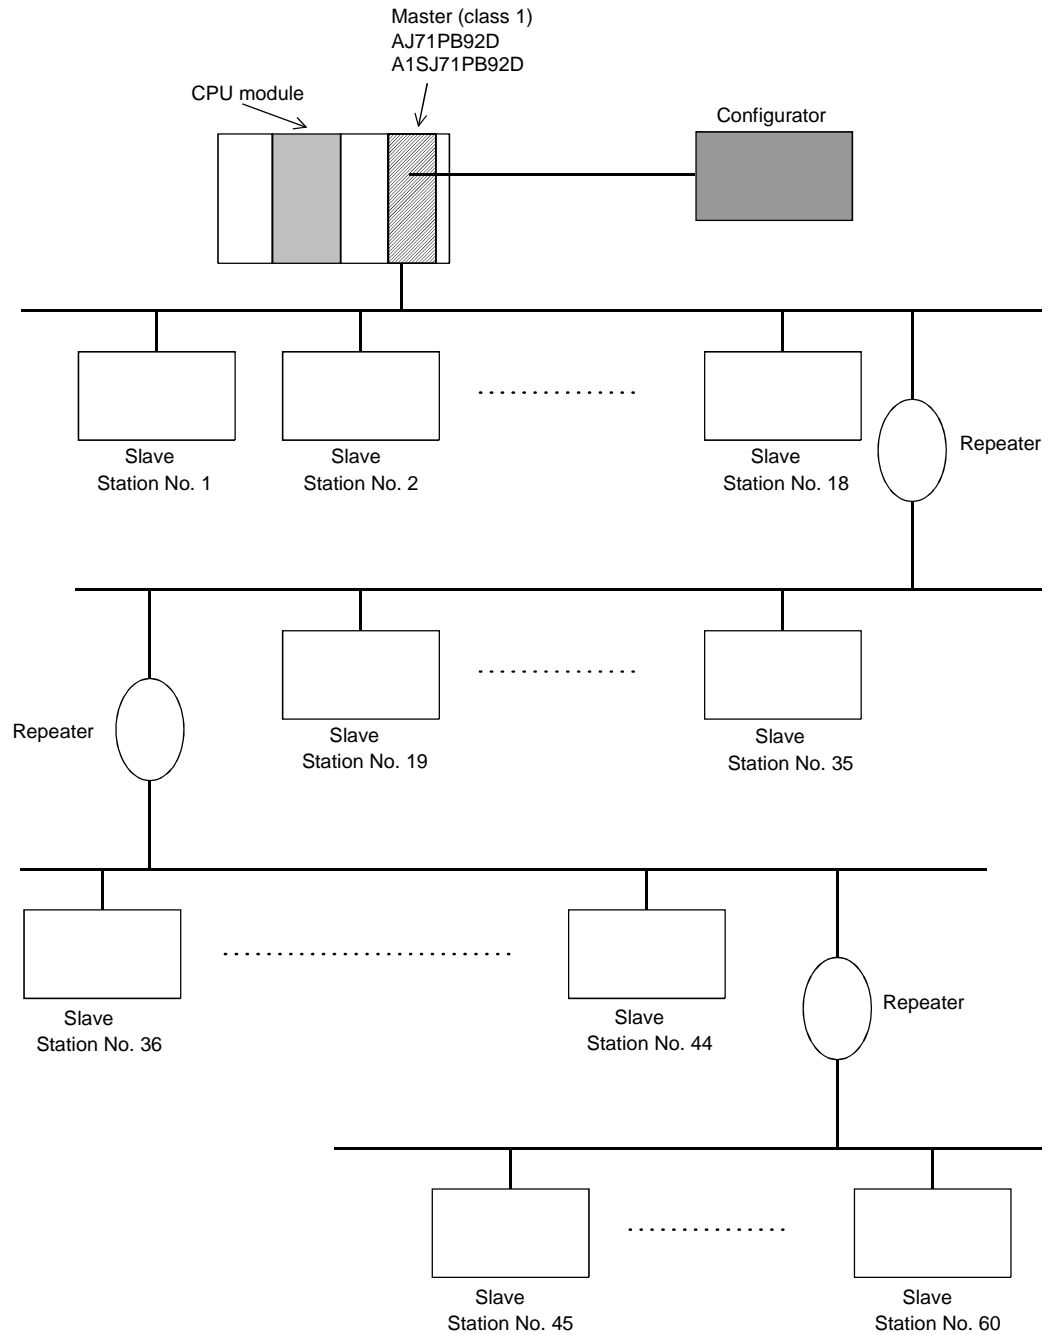 Master (class 1)
AJ71PB92D
A1SJ71PB92D
CPU module
Configurator
Slave
Station No. 1
Slave
Station No. 2
Slave
Station No. 18
Repeater
Repeater
Slave
Station No. 19
Slave
Station No. 35
Slave
Station No. 36
Slave
Station No. 44
Repeater
Slave
Station No. 45
Slave
Station No. 60